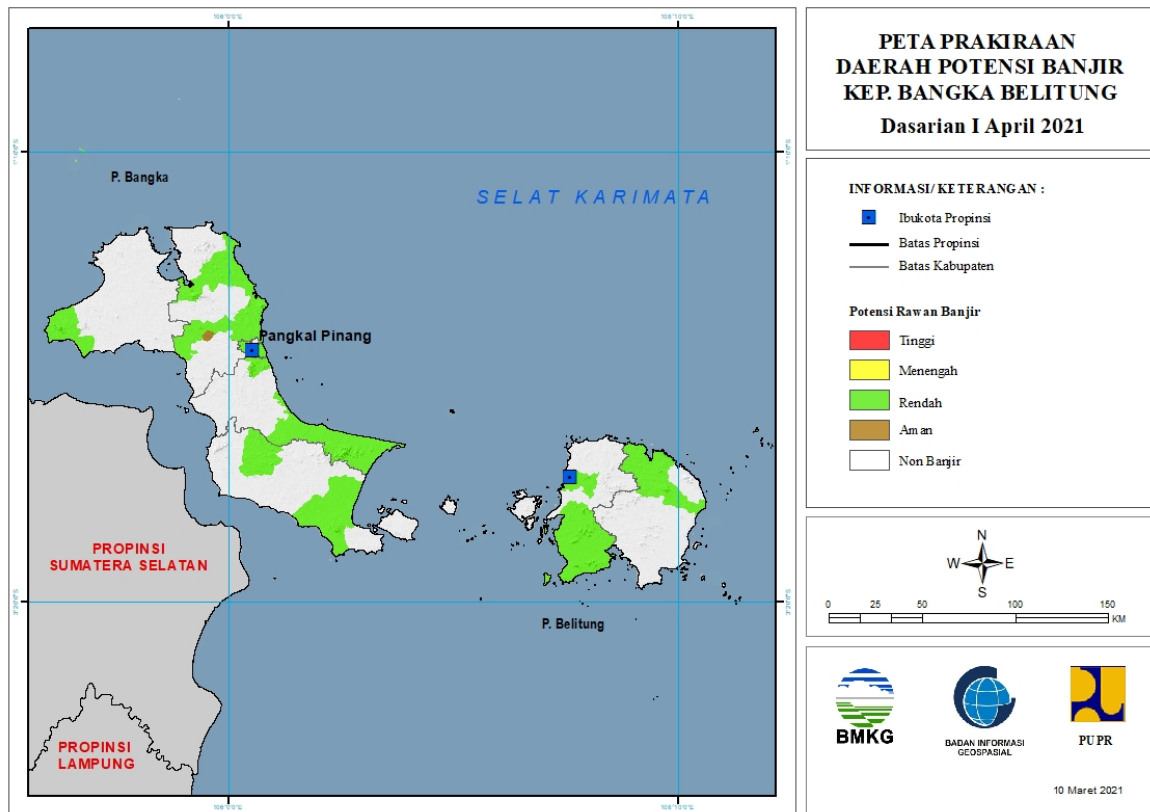 PETA PRAKIRAAN
DAERAH POTENSI BANJIR
KEP. BANGKA BELITUNG
Dasarian I April 2021
P. Bangka
SELAT KARIMATA
Pangkal Pinang
PROPINSI
SUMATERA SELATAN
P. Belitung
PROPINSI
LAMPUNG
INFORMASI/ KETERANGAN :
Ibukota Propinsi
Batas Propinsi
Batas Kabupaten
Potensi Rawan Banjir
Tinggi
Menengah
Rendah
Aman
Non Banjir
N
W E
S
0 25 50 100 150
KM
BMKG
BADAN INFORMASI
GEOSPASIAL
PUPR
10 Maret 2021